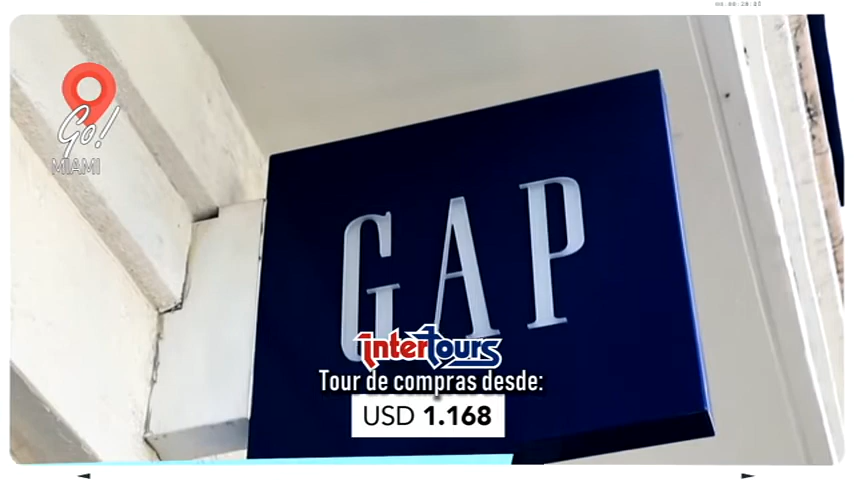 Go!
MIAMI
GAP
intertours
Tour de compras desde:
USD 1.168